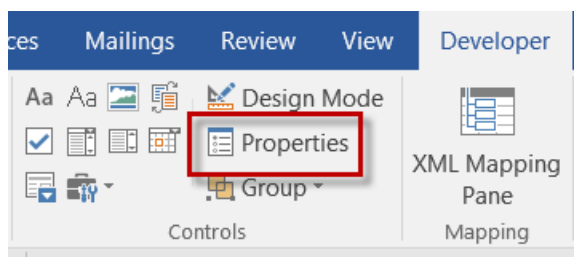 ces Mailings Review View Developer
Aa Aa Design Mode
Properties
XML Mapping
Pane
Group
Controls Mapping